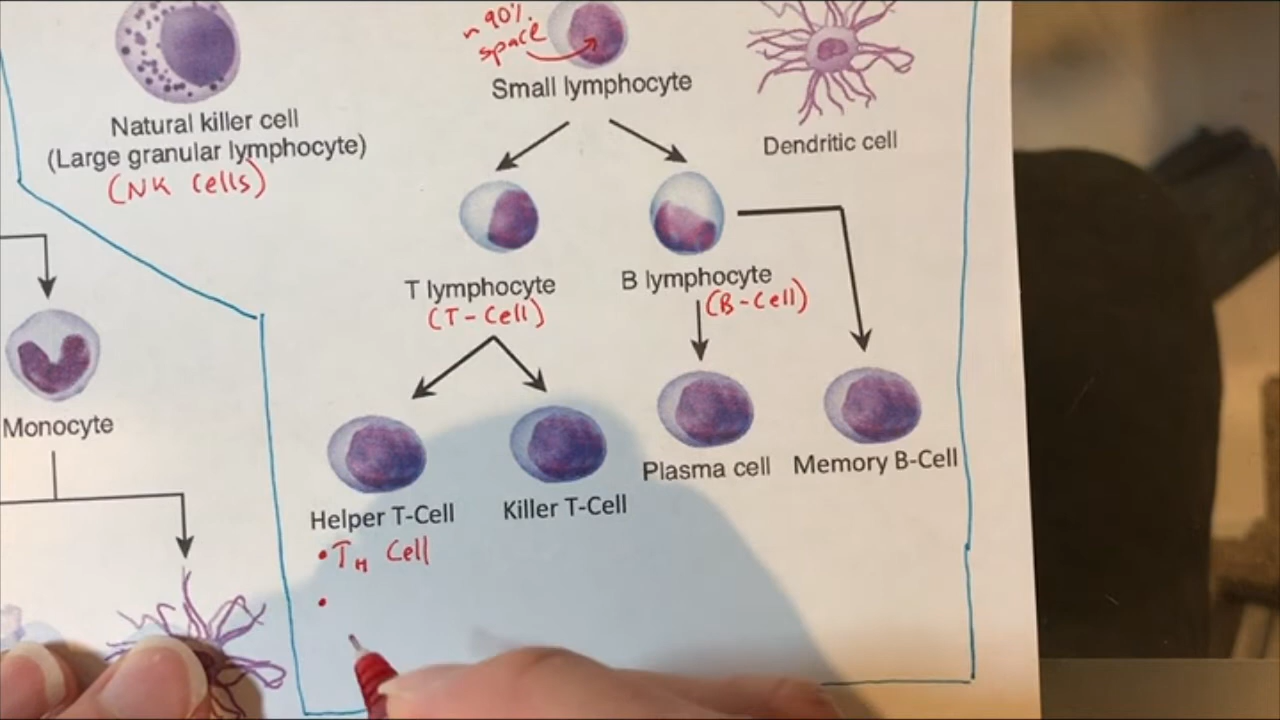 ~90%
space
Small lymphocyte
Natural killer cell
(Large granular lymphocyte)
(NK Cells)
Dendritic cell
T lymphocyte
(T-Cell)
B lymphocyte
(B-Cell)
Monocyte
Helper T-Cell
Killer T-Cell
Plasma cell
Memory B-Cell
•TH Cell
•